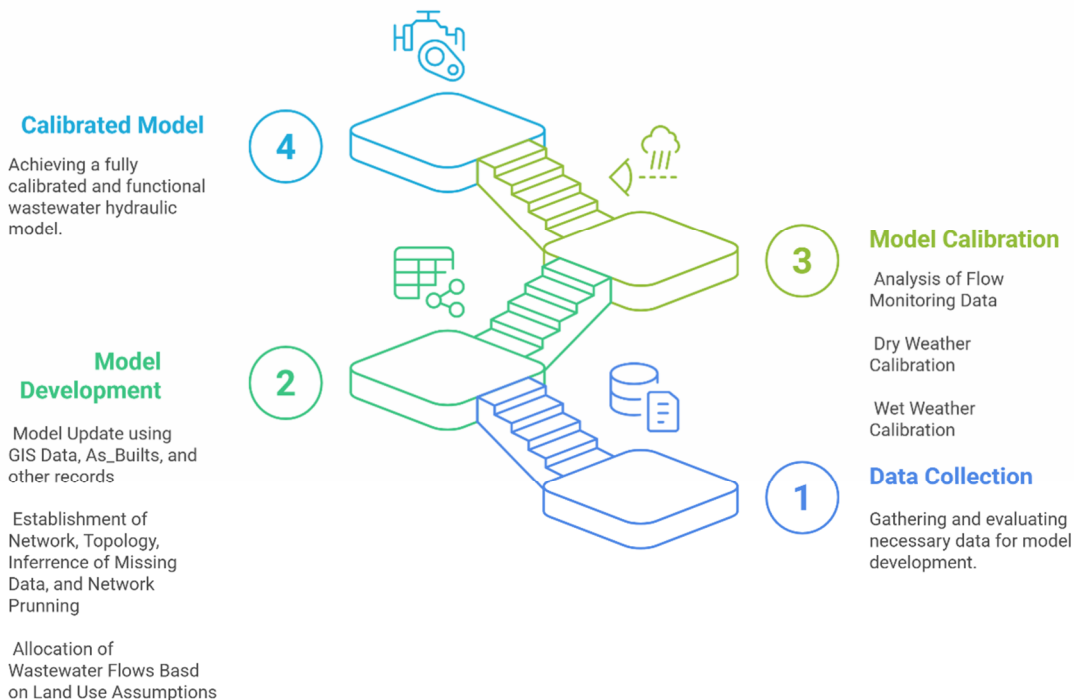 Calibrated Model
4
Achieving a fully
calibrated and functional
wastewater hydraulic
model.
3
Model Calibration
Analysis of Flow
Monitoring Data
Dry Weather
Calibration
Wet Weather
Calibration
Model
Development
2
Model Update using
GIS Data, As_Builts, and
other records
Establishment of
Network, Topology,
Inferrence of Missing
Data, and Network
Prunning
Allocation of
Wastewater Flows Basd
on Land Use Assumptions
1
Data Collection
Gathering and evaluating
necessary data for model
development.